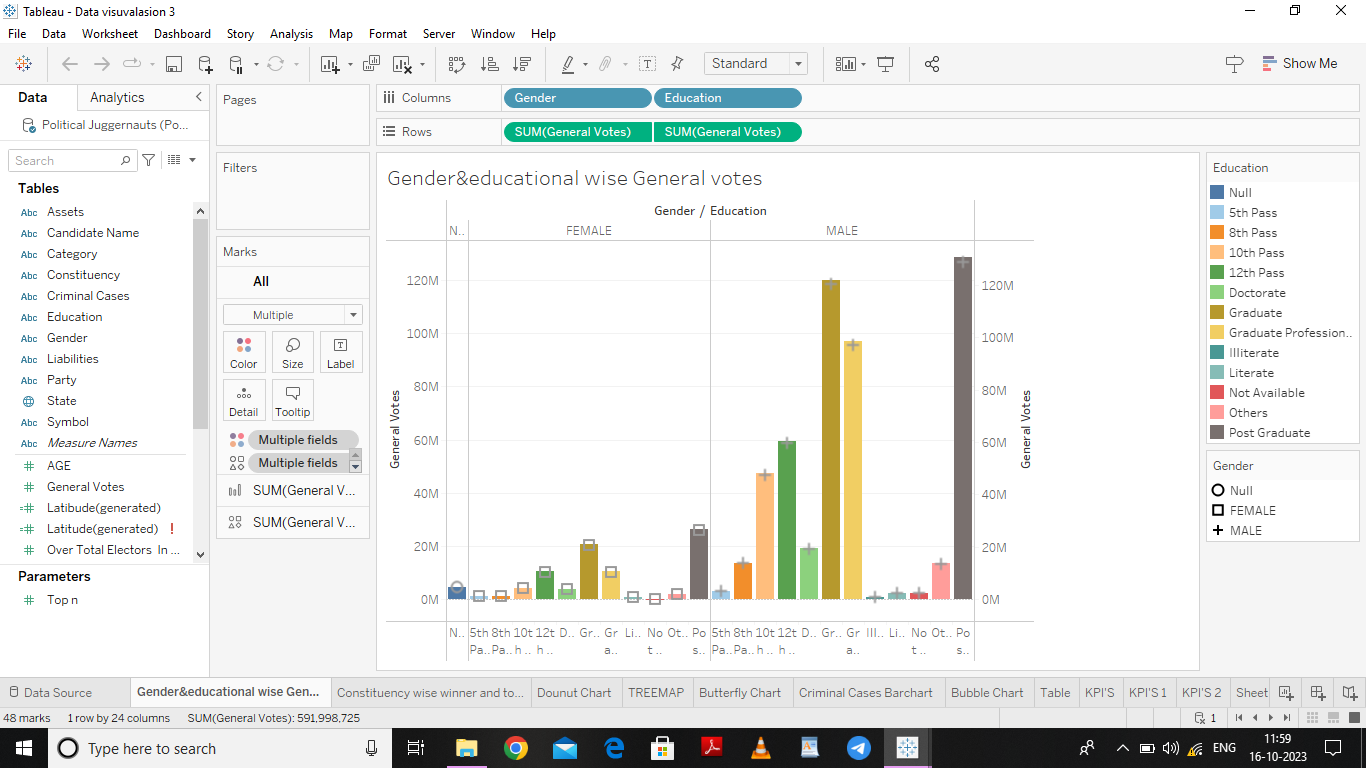 Tableau - Data visuvalasion 3
File Data Worksheet Dashboard Story Analysis Map Format Server Window Help
Standard
Show Me
Data Analytics
Political Juggernauts (Po...
Search
Tables
Abc Assets
Abc Candidate Name
Abc Category
Abc Constituency
Abc Criminal Cases
Abc Education
Abc Gender
Abc Liabilities
Abc Party
State
Abc Symbol
Abc Measure Names
# AGE
# General Votes
=# Latibude(generated)
=# Latitude(generated) !
# Over Total Electors In ...
Parameters
# Top n
Pages
Filters
Marks
All
Multiple
Color Size Label
Detail Tooltip
Multiple fields
Multiple fields
SUM(General V...
SUM(General V...
Columns Gender Education
Rows SUM(General Votes) SUM(General Votes)
Gender&educational wise General votes
Gender / Education
N.. FEMALE MALE
General Votes
120M
100M
80M
60M
40M
20M
0M
General Votes
120M
100M
80M
60M
40M
20M
0M
N.. 5th 8th 10t 12t D.. Gr.. Gr Li.. No Ot.. Po 5th 8th 10t 12t D.. Gr.. Gr Ill.. Li.. No Ot.. Po
Pa.. Pa.. h .. h .. a.. t .. s.. Pa.. Pa.. h .. h .. a.. t .. s..
Education
Null
5th Pass
8th Pass
10th Pass
12th Pass
Doctorate
Graduate
Graduate Profession..
Illiterate
Literate
Not Available
Others
Post Graduate
Gender
Null
FEMALE
MALE
Data Source Gender&educational wise Gen... Constituency wise winner and to... Dounut Chart TREEMAP Butterfly Chart Criminal Cases Barchart Bubble Chart Table KPI'S KPI'S 1 KPI'S 2 Sheet
48 marks 1 row by 24 columns SUM(General Votes): 591,998,725
1
Type here to search
ENG
11:59
16-10-2023